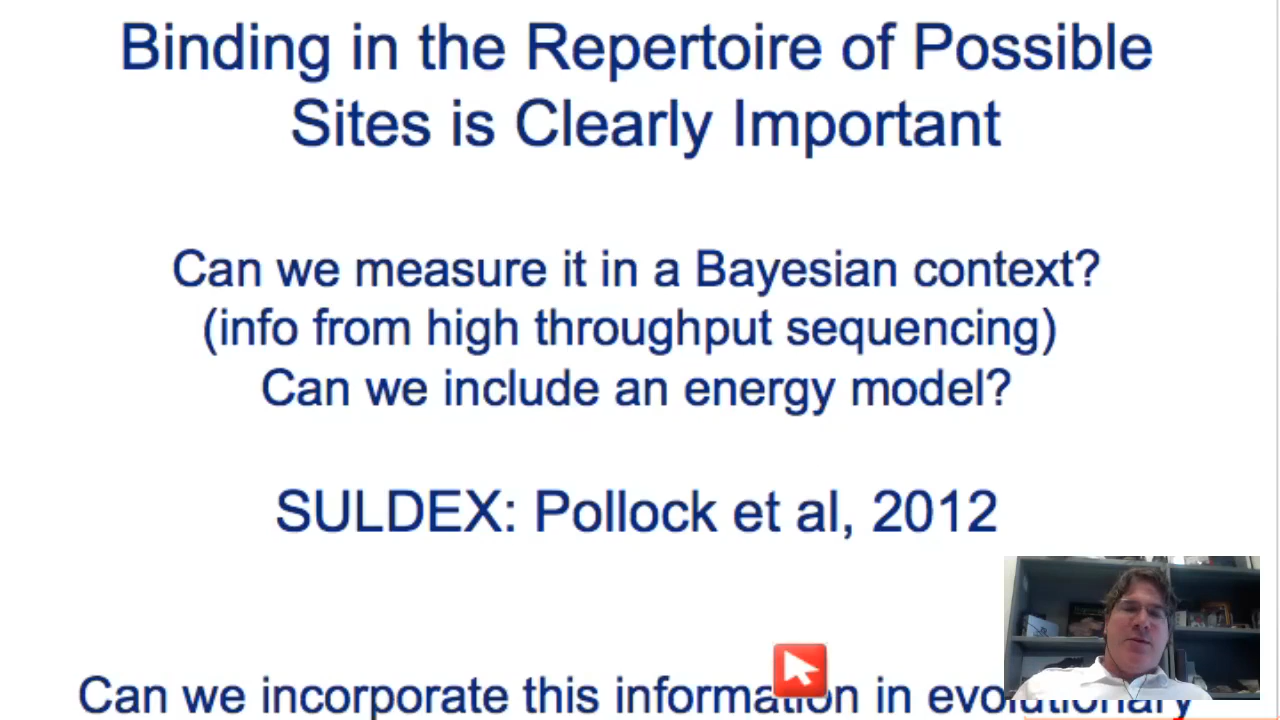 Binding in the Repertoire of Possible
Sites is Clearly Important
Can we measure it in a Bayesian context?
(info from high throughput sequencing)
Can we include an energy model?
SULDEX: Pollock et al, 2012
Can we incorporate this information in evolutionary